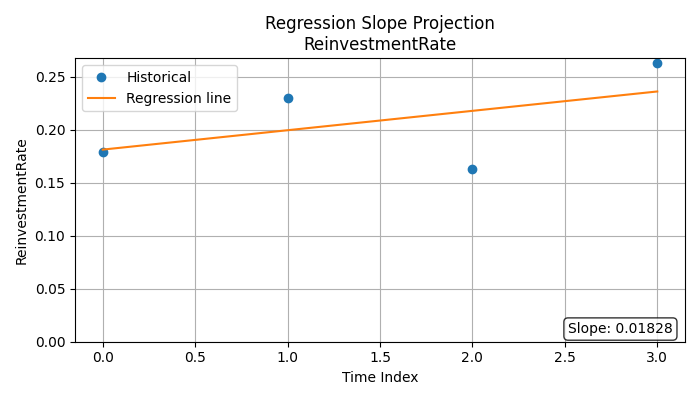 Regression Slope Projection
ReinvestmentRate
Historical
Regression line
ReinvestmentRate
0.25
0.20
0.15
0.10
0.05
0.00
Slope: 0.01828
0.0 0.5 1.0 1.5 2.0 2.5 3.0
Time Index